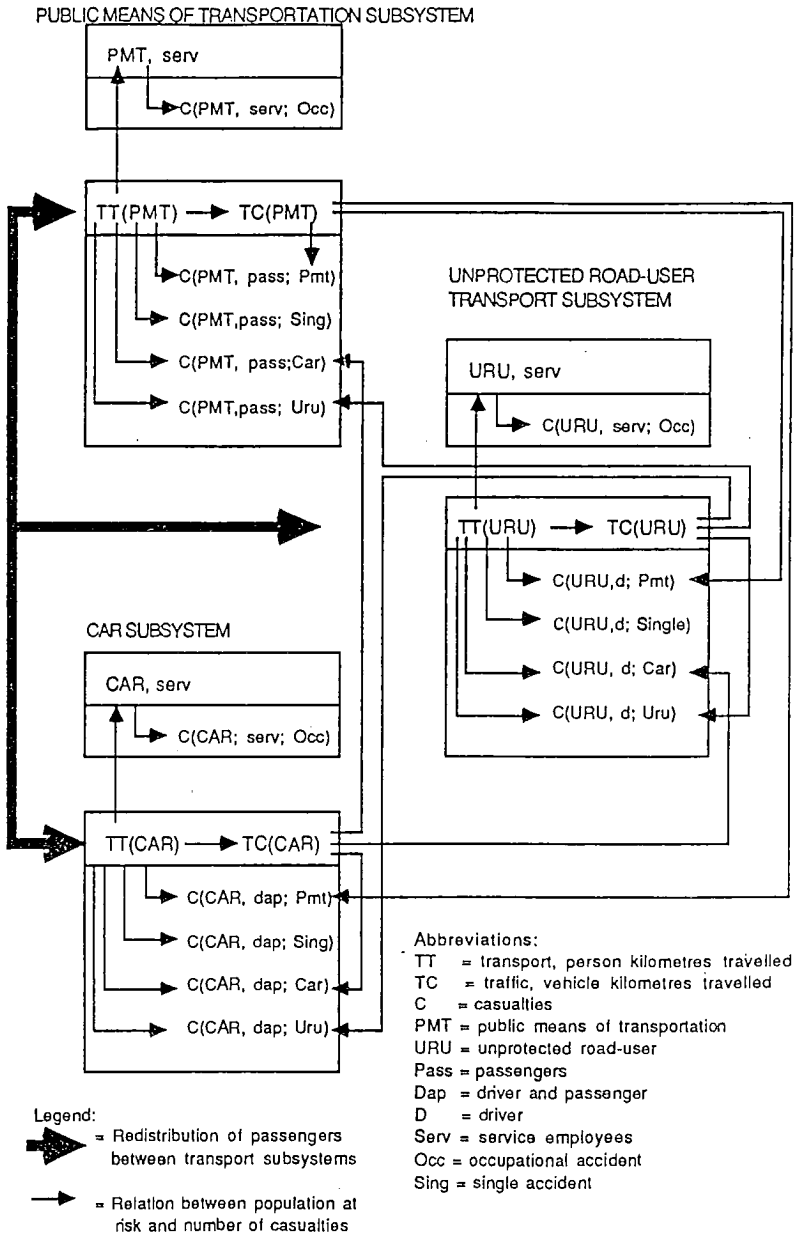 PUBLIC MEANS OF TRANSPORTATION SUBSYSTEM
PMT, serv
C(PMT, serv; Occ)
TT(PMT)
TC(PMT)
C(PMT, pass; Pmt)
C(PMT,pass; Sing)
C(PMT, pass;Car)
C(PMT,pass; Uru)
UNPROTECTED ROAD-USER
TRANSPORT SUBSYSTEM
URU, serv
C(URU, serv; Occ)
TT(URU)
TC(URU)
C(URU,d; Pmt)
C(URU,d; Single)
C(URU, d; Car)
C(URU, d; Uru)
CAR SUBSYSTEM
CAR, serv
C(CAR; serv; Occ)
TT(CAR)
TC(CAR)
C(CAR, dap; Pmt)
C(CAR, dap; Sing)
C(CAR, dap; Car)
C(CAR, dap; Uru)
Abbreviations:
TT = transport, person kilometres travelled
TC = traffic, vehicle kilometres travelled
C = casualties
PMT = public means of transportation
URU = unprotected road-user
Pass = passengers
Dap = driver and passenger
D = driver
Serv = service employees
Occ = occupational accident
Sing = single accident
Legend:
= Redistribution of passengers
between transport subsystems
= Relation between population at
risk and number of casualties